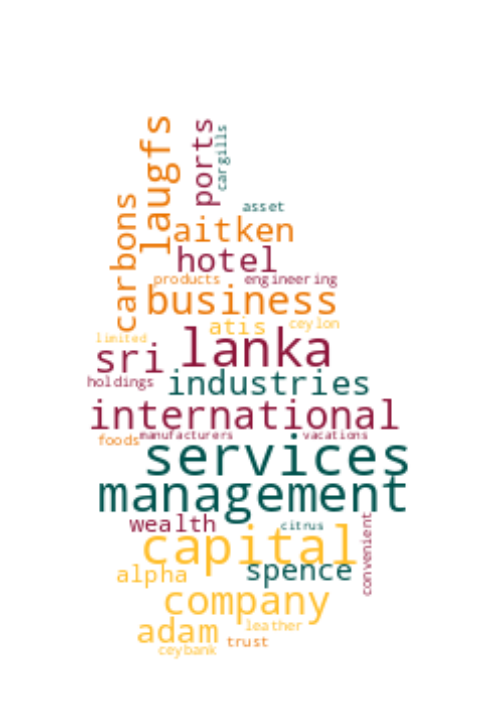 laugfs
ports
cargills
carbons
asset
aitken
hotel
products engineering
business
atis ceylon
limited
sri lanka
holdings industries
international
foods manufacturers vacations
services
management
wealth citrus
convenient
capital
alpha spence
company
adam leather
trust
ceybank